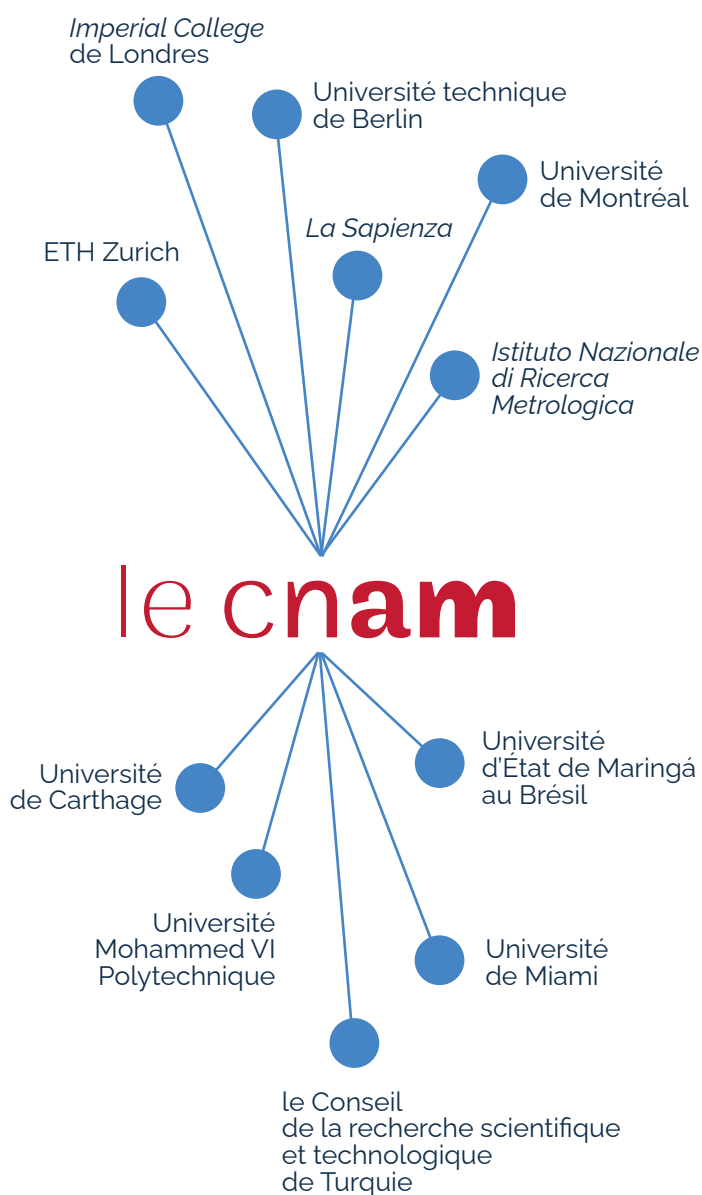 Imperial College
de Londres
Université technique
de Berlin
Université
de Montréal
La Sapienza
ETH Zurich
Istituto Nazionale
di Ricerca
Metrologica
le cnam
Université
d’État de Maringá
au Brésil
Université
de Carthage
Université
Mohammed VI
Polytechnique
Université
de Miami
le Conseil
de la recherche scientifique
et technologique
de Turquie